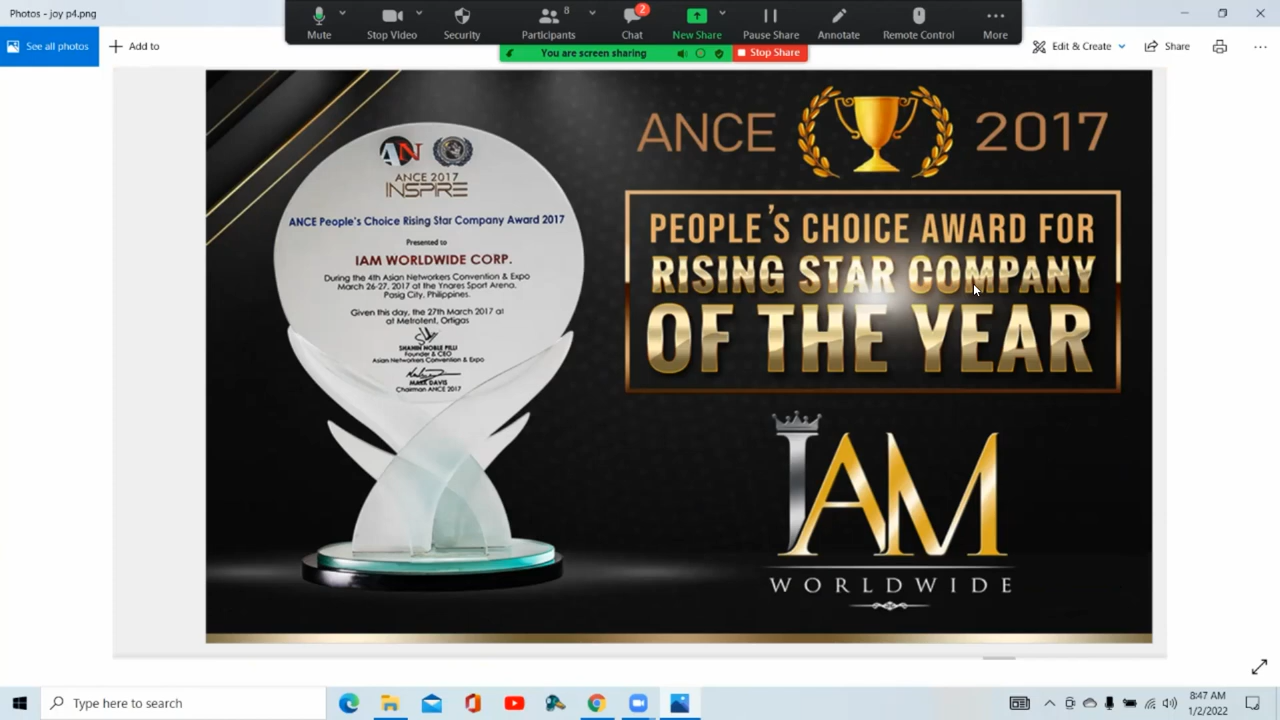 Photos - joy p4.png
Mute
Stop Video
Security
8
Participants
2
Chat
New Share
Pause Share
Annotate
Remote Control
More
You are screen sharing
Stop Share
See all photos
Add to
Edit & Create
Share
AN
ANCE 2017
INSPIRE
ANCE People's Choice Rising Star Company Award 2017
Presented to
IAM WORLDWIDE CORP.
During the 4th Asian Networkers Convention & Expo
March 26-27, 2017 at the Ynares Sport Arena,
Pasig City, Philippines.
Given this day, the 27th March 2017 at
at Metrotent, Ortigas
SHAHIN NOBLE PILLI
Founder & CEO
Asian Networkers Convention & Expo
MARK DAVIS
Chairman ANCE 2017
ANCE 2017
PEOPLE'S CHOICE AWARD FOR
RISING STAR COMPANY
OF THE YEAR
IAM
WORLDWIDE
Type here to search
8:47 AM
1/2/2022